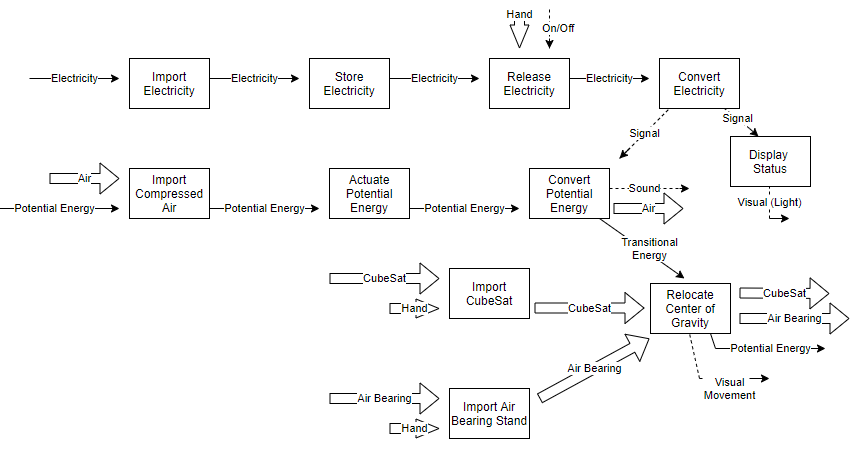 Hand
On/Off
Electricity
Import
Electricity
Electricity
Store
Electricity
Electricity
Release
Electricity
Electricity
Convert
Electricity
Signal
Signal
Display
Status
Visual (Light)
Air
Potential Energy
Import
Compressed
Air
Potential Energy
Actuate
Potential
Energy
Potential Energy
Convert
Potential
Energy
Sound
Air
Transitional
Energy
CubeSat
Hand
Import
CubeSat
CubeSat
Relocate
Center of
Gravity
CubeSat
Air Bearing
Potential Energy
Visual
Movement
Air Bearing
Air Bearing
Hand
Import Air
Bearing Stand